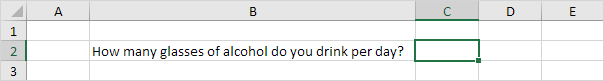 A B C D E
1
2 How many glasses of alcohol do you drink per day?
3